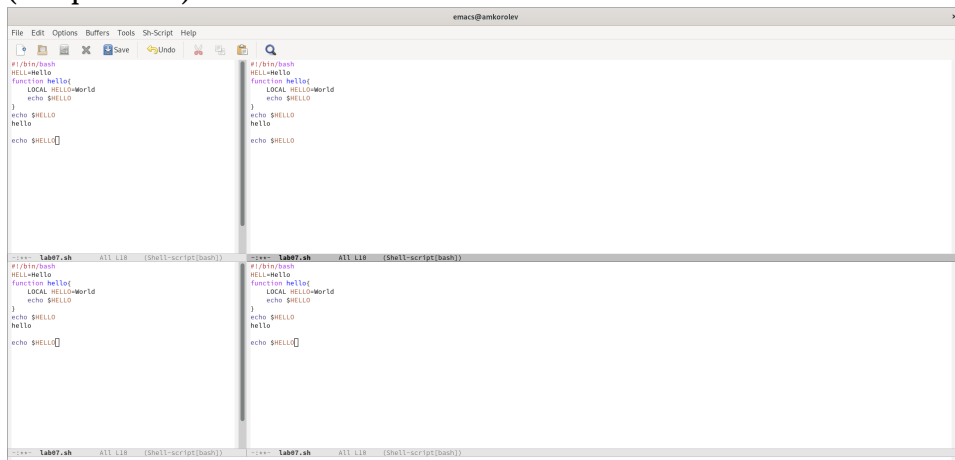 emacs@amkorolev
File Edit Options Buffers Tools Sh-Script Help
Save Undo
#!/bin/bash
HELL=Hello
function hello{
LOCAL HELLO=World
echo $HELLO
}
echo $HELLO
hello
echo $HELLO
-:**- lab07.sh All L10 (Shell-script[bash])
#!/bin/bash
HELL=Hello
function hello{
LOCAL HELLO=World
echo $HELLO
}
echo $HELLO
hello
echo $HELLO
-:**- lab07.sh All L10 (Shell-script[bash])
#!/bin/bash
HELL=Hello
function hello{
LOCAL HELLO=World
echo $HELLO
}
echo $HELLO
hello
echo $HELLO
-:**- lab07.sh All L10 (Shell-script[bash])
#!/bin/bash
HELL=Hello
function hello{
LOCAL HELLO=World
echo $HELLO
}
echo $HELLO
hello
echo $HELLO
-:**- lab07.sh All L10 (Shell-script[bash])